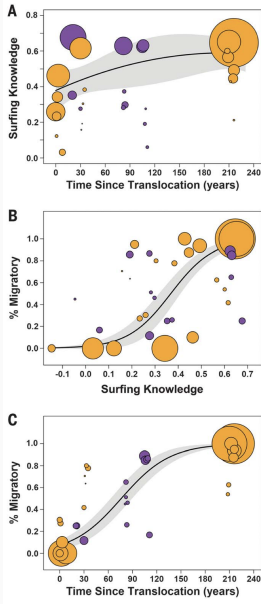 A
Surfing Knowledge
0.8
0.6
0.4
0.2
0.0
0 30 60 90 120 150 180 210 240
Time Since Translocation (years)
B
% Migratory
1.0
0.8
0.6
0.4
0.2
0.0
-0.1 0.0 0.1 0.2 0.3 0.4 0.5 0.6 0.7
Surfing Knowledge
C
% Migratory
1.0
0.8
0.6
0.4
0.2
0.0
0 30 60 90 120 150 180 210 240
Time Since Translocation (years)